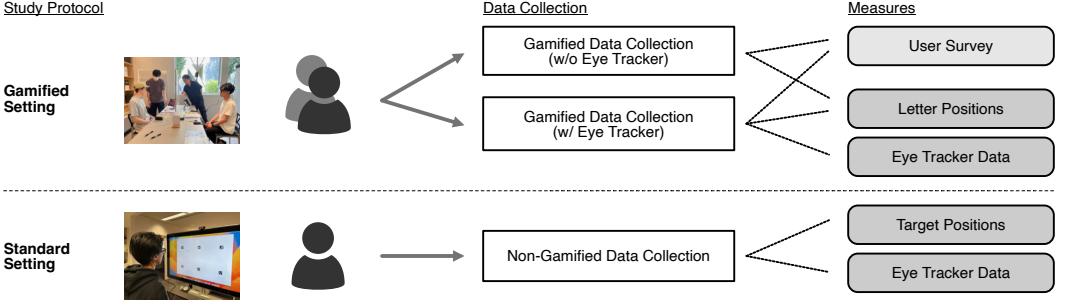 Study Protocol
Data Collection
Measures
Gamified
Setting
Gamified Data Collection
(w/o Eye Tracker)
Gamified Data Collection
(w/ Eye Tracker)
User Survey
Letter Positions
Eye Tracker Data
Standard
Setting
Non-Gamified Data Collection
Target Positions
Eye Tracker Data